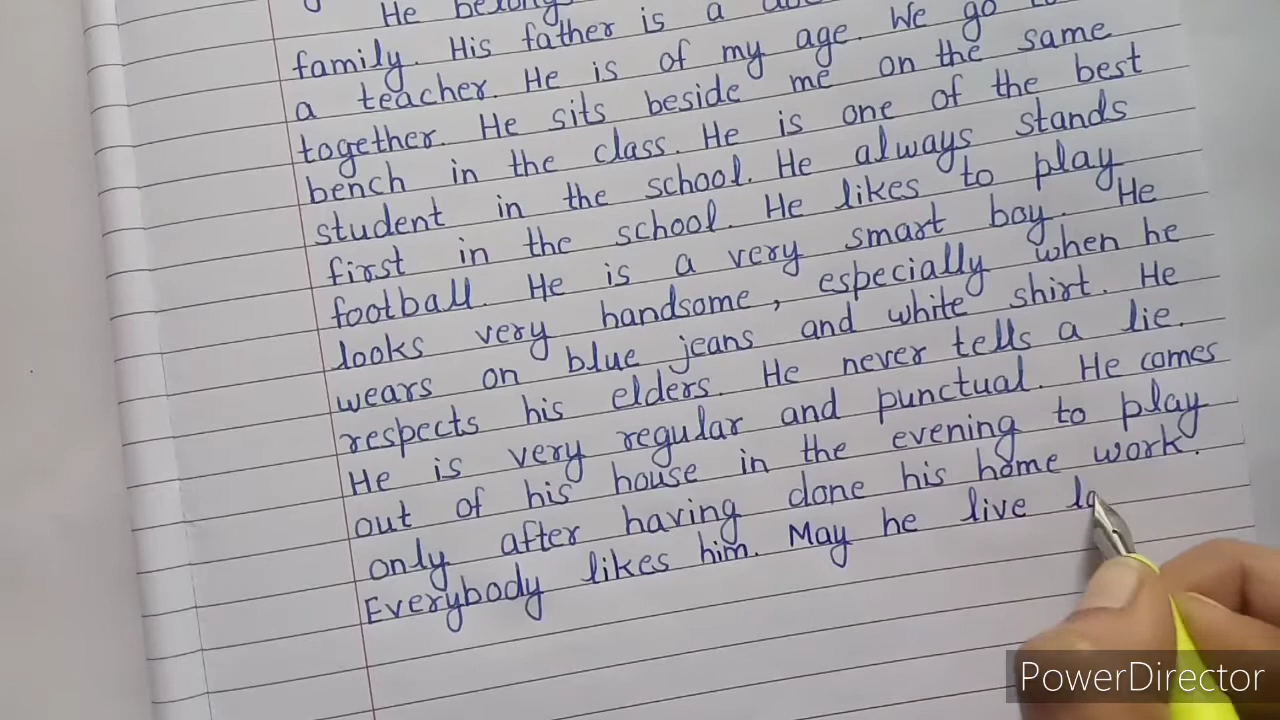 He belong
family. His father is a
a teacher. He is of my age. We go
together. He sits beside me on the same
bench in the class. He is one of the best
student in the school. He always stands
first in the school. He likes to play
football. He is a very smart boy. He
looks very handsome, especially when he
wears on blue jeans and white shirt. He
respects his elders. He never tells a lie.
He is very regular and punctual. He comes
out of his house in the evening to play
only after having done his home work.
Everybody likes him. May he live lo
PowerDirector